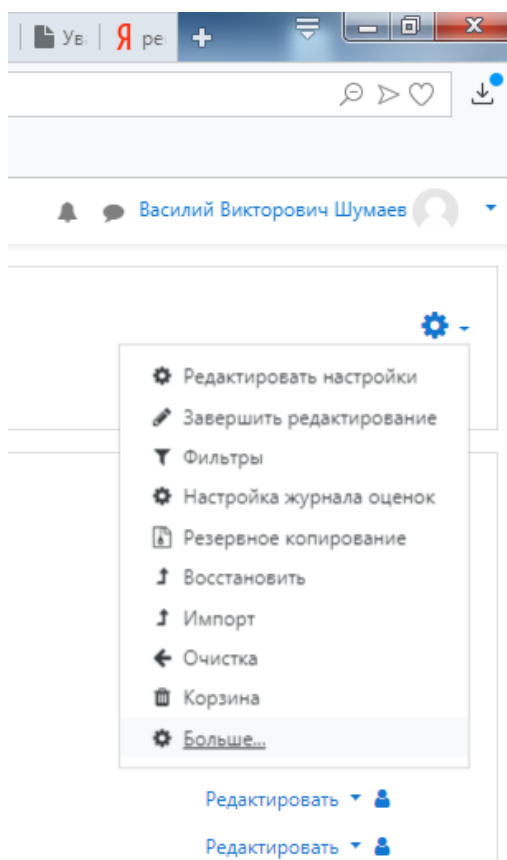 Ув
Я ре
Василий Викторович Шумаев
Редактировать настройки
Завершить редактирование
Фильтры
Настройка журнала оценок
Резервное копирование
Восстановить
Импорт
Очистка
Корзина
Больше...
Редактировать
Редактировать